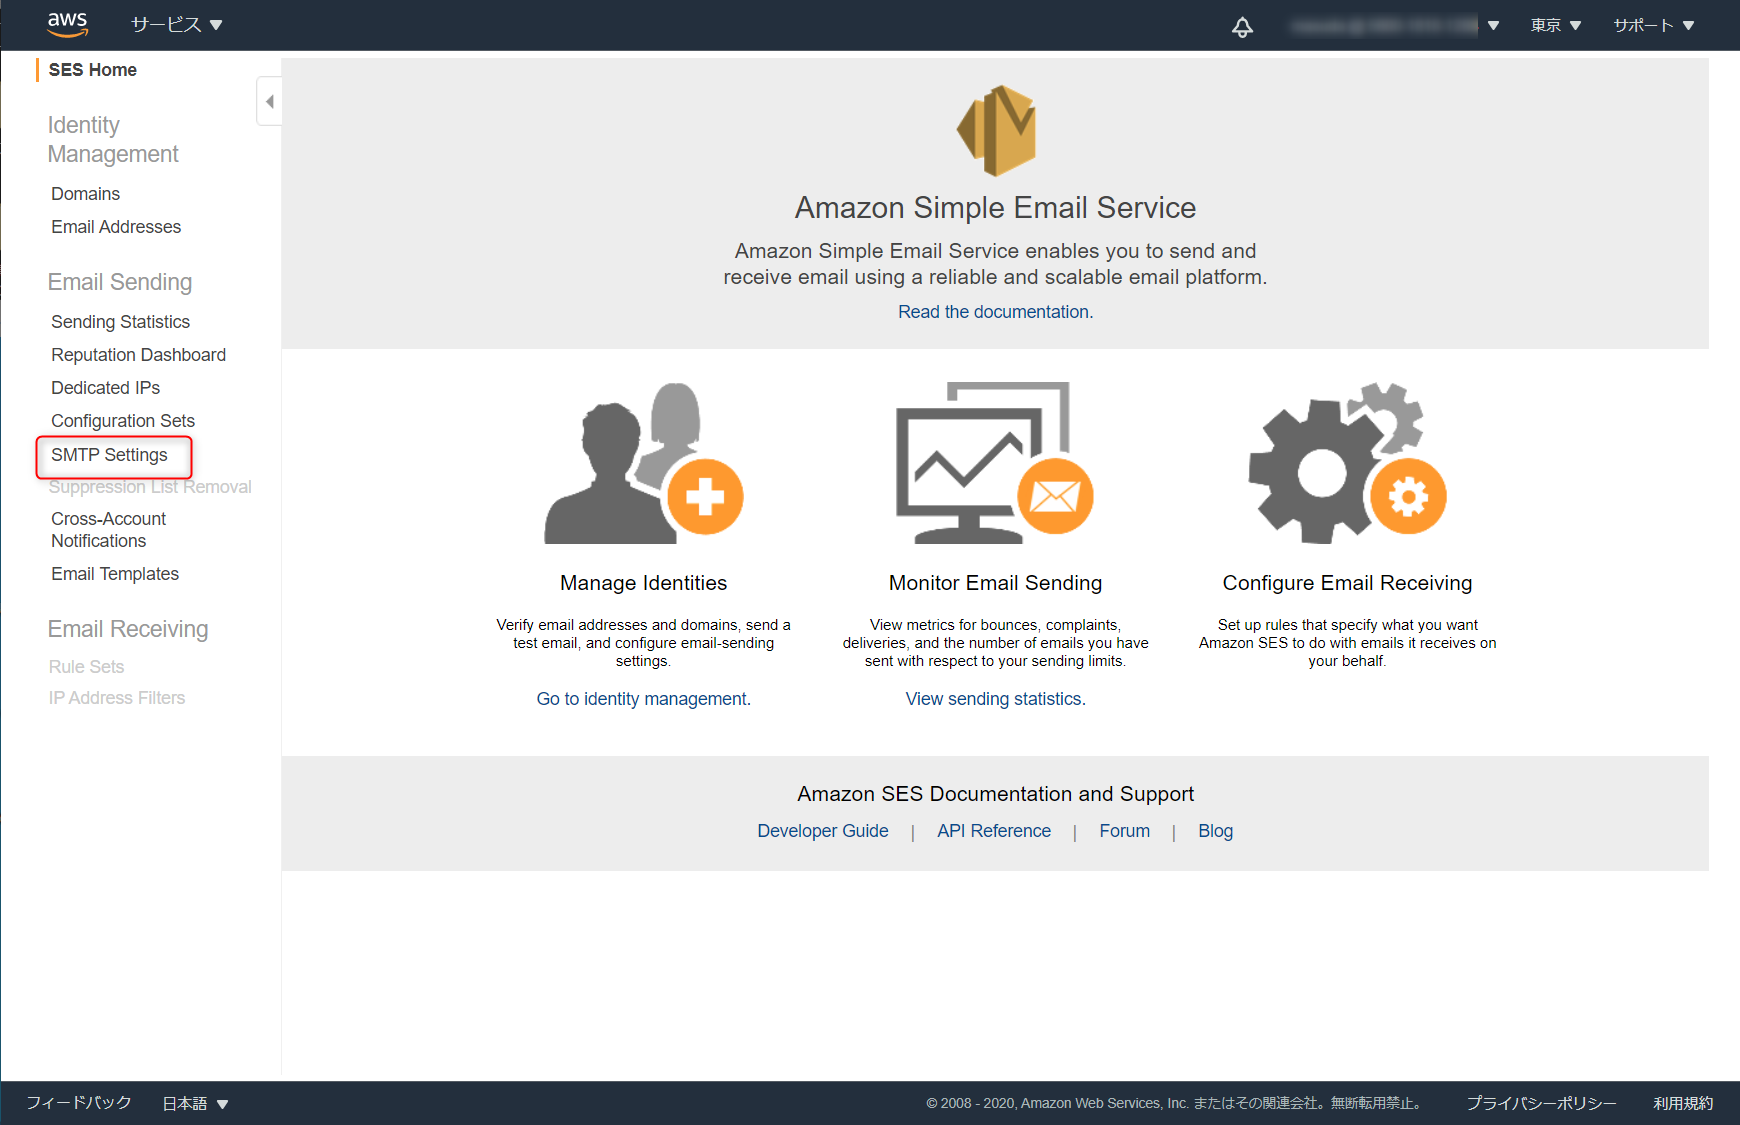 aws
サービス
東京
サポート
SES Home
Identity
Management
Domains
Email Addresses
Email Sending
Sending Statistics
Reputation Dashboard
Dedicated IPs
Configuration Sets
SMTP Settings
Suppression List Removal
Cross-Account
Notifications
Email Templates
Email Receiving
Rule Sets
IP Address Filters
Amazon Simple Email Service
Amazon Simple Email Service enables you to send and
receive email using a reliable and scalable email platform.
Read the documentation.
Manage Identities
Verify email addresses and domains, send a
test email, and configure email-sending
settings.
Go to identity management.
Monitor Email Sending
View metrics for bounces, complaints,
deliveries, and the number of emails you have
sent with respect to your sending limits.
View sending statistics.
Configure Email Receiving
Set up rules that specify what you want
Amazon SES to do with emails it receives on
your behalf.
Amazon SES Documentation and Support
Developer Guide | API Reference | Forum | Blog
フィードバック
日本語
© 2008 - 2020, Amazon Web Services, Inc. またはその関連会社。無断転用禁止。
プライバシーポリシー
利用規約